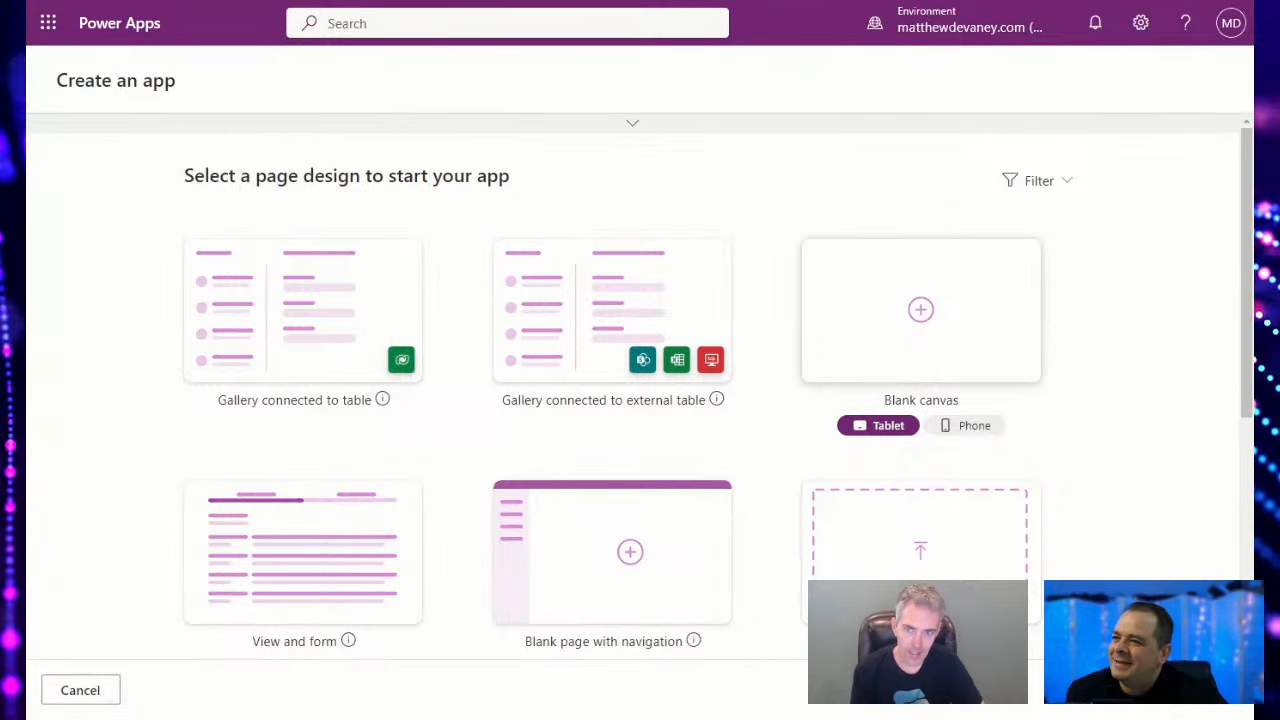 Power Apps
Search
Environment
matthewdevaney.com (...
MD
Create an app
Select a page design to start your app
Filter
Gallery connected to table
Gallery connected to external table
Blank canvas
Tablet
Phone
View and form
Blank page with navigation
Cancel